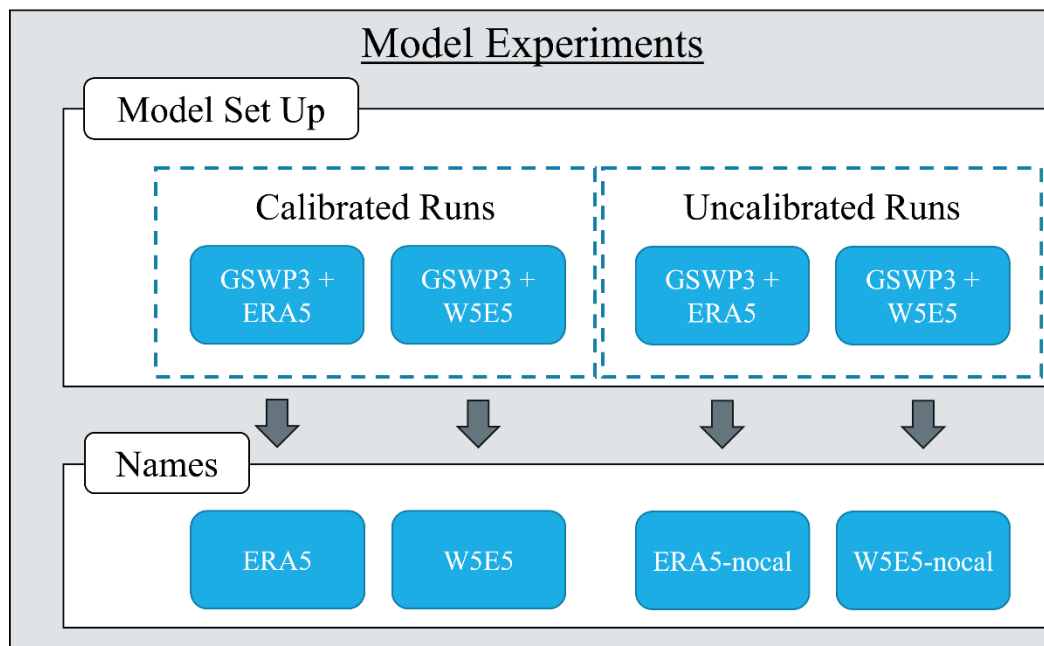 Model Experiments
Model Set Up
Calibrated Runs
GSWP3 +
ERA5
GSWP3 +
W5E5
Uncalibrated Runs
GSWP3 +
ERA5
GSWP3 +
W5E5
Names
ERA5
W5E5
ERA5-nocal
W5E5-nocal